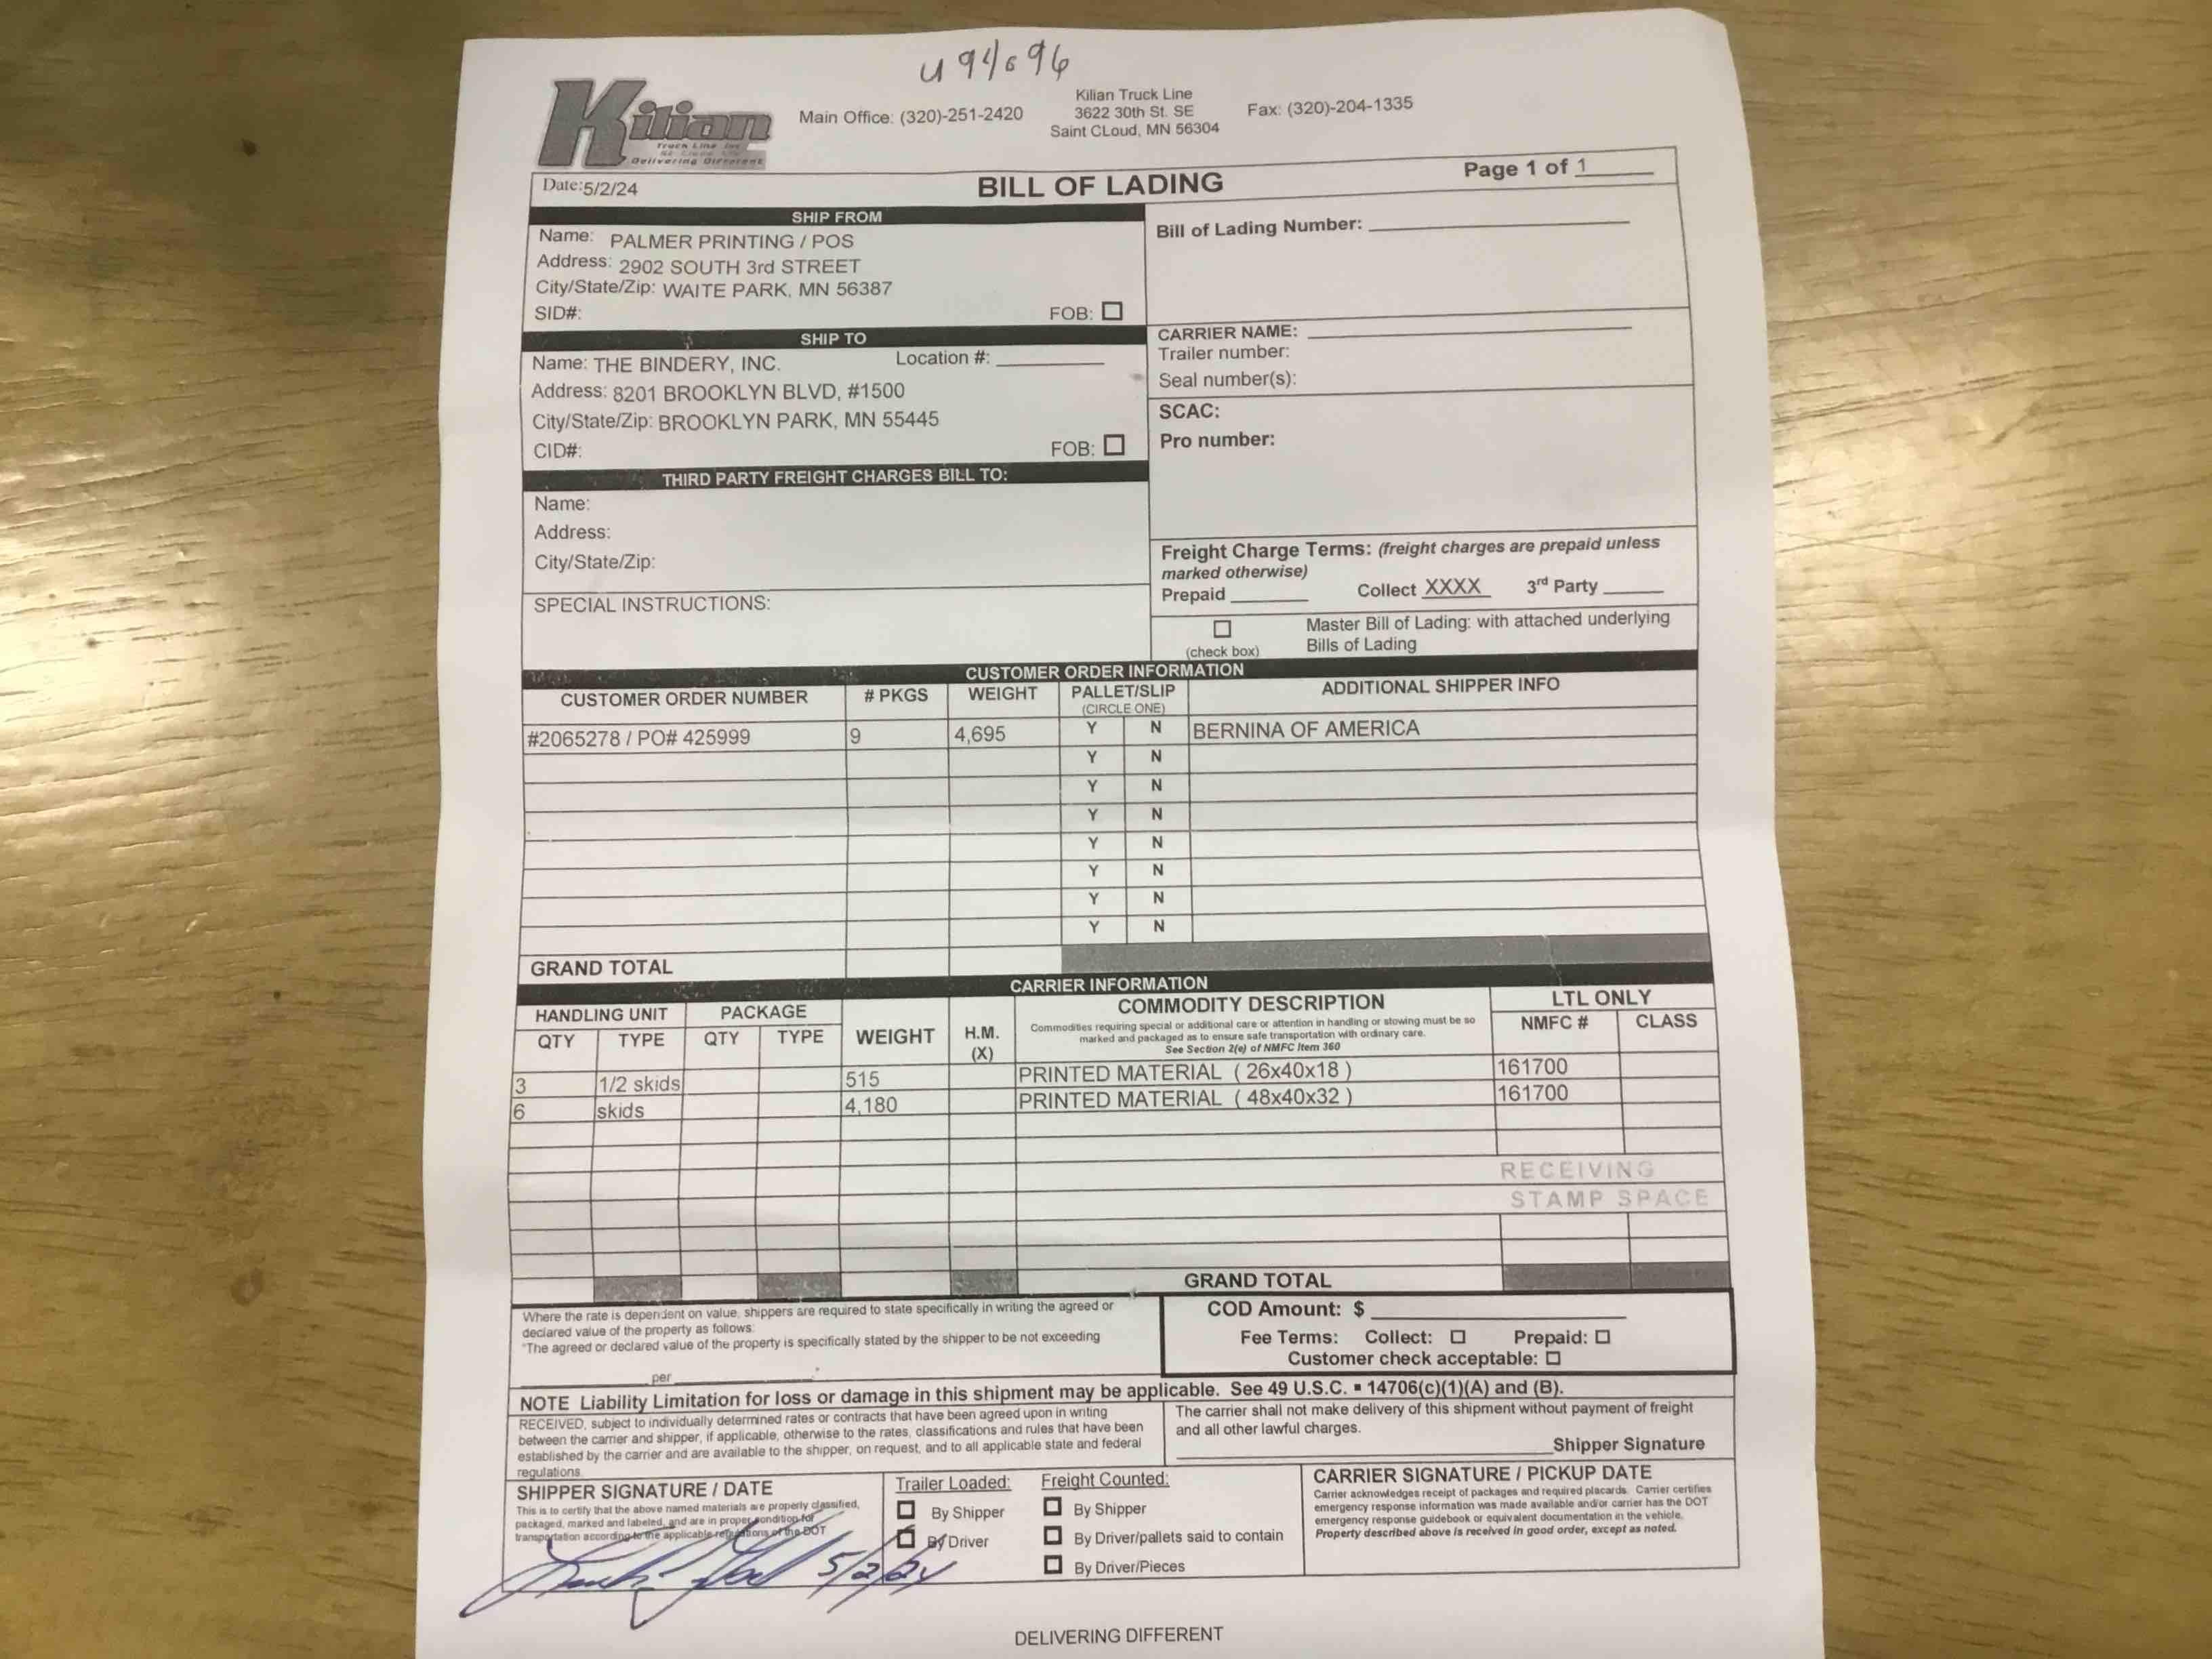 u 94696
Kilian
Truck Line Inc
Delivering Different
Main Office: (320)-251-2420
Kilian Truck Line
3622 30th St. SE
Saint CLoud, MN 56304
Fax: (320)-204-1335
Date:5/2/24
BILL OF LADING
Page 1 of 1
SHIP FROM
Name: PALMER PRINTING / POS
Address: 2902 SOUTH 3rd STREET
City/State/Zip: WAITE PARK, MN 56387
SID#: FOB:
Bill of Lading Number:
SHIP TO
Name: THE BINDERY, INC. Location #:
Address: 8201 BROOKLYN BLVD, #1500
City/State/Zip: BROOKLYN PARK, MN 55445
CID#: FOB:
CARRIER NAME:
Trailer number:
Seal number(s):
SCAC:
Pro number:
THIRD PARTY FREIGHT CHARGES BILL TO:
Name:
Address:
City/State/Zip:
SPECIAL INSTRUCTIONS:
Freight Charge Terms: (freight charges are prepaid unless
marked otherwise)
Prepaid Collect XXXX 3rd Party
(check box)
Master Bill of Lading: with attached underlying
Bills of Lading
CUSTOMER ORDER INFORMATION
CUSTOMER ORDER NUMBER # PKGS WEIGHT PALLET/SLIP (CIRCLE ONE) ADDITIONAL SHIPPER INFO
#2065278 / PO# 425999 9 4,695 Y N BERNINA OF AMERICA
Y N
Y N
Y N
Y N
Y N
Y N
Y N
GRAND TOTAL
CARRIER INFORMATION
HANDLING UNIT PACKAGE COMMODITY DESCRIPTION LTL ONLY
QTY TYPE QTY TYPE WEIGHT H.M. (X)
Commodities requiring special or additional care or attention in handling or stowing must be so
marked and packaged as to ensure safe transportation with ordinary care.
See Section 2(e) of NMFC Item 360
NMFC # CLASS
3 1/2 skids 515 PRINTED MATERIAL ( 26x40x18 ) 161700
6 skids 4,180 PRINTED MATERIAL ( 48x40x32 ) 161700
RECEIVING
STAMP SPACE
GRAND TOTAL
Where the rate is dependent on value, shippers are required to state specifically in writing the agreed or
declared value of the property as follows:
"The agreed or declared value of the property is specifically stated by the shipper to be not exceeding
per
COD Amount: $
Fee Terms: Collect: Prepaid:
Customer check acceptable:
NOTE Liability Limitation for loss or damage in this shipment may be applicable. See 49 U.S.C. ▪ 14706(c)(1)(A) and (B).
RECEIVED, subject to individually determined rates or contracts that have been agreed upon in writing
between the carrier and shipper, if applicable, otherwise to the rates, classifications and rules that have been
established by the carrier and are available to the shipper, on request, and to all applicable state and federal
regulations.
The carrier shall not make delivery of this shipment without payment of freight
and all other lawful charges.
Shipper Signature
SHIPPER SIGNATURE / DATE
This is to certify that the above named materials are properly classified,
packaged, marked and labeled, and are in proper condition for
transportation according to the applicable regulations of the DOT
5/2/24
Trailer Loaded:
By Shipper
By Driver
Freight Counted:
By Shipper
By Driver/pallets said to contain
By Driver/Pieces
CARRIER SIGNATURE / PICKUP DATE
Carrier acknowledges receipt of packages and required placards. Carrier certifies
emergency response information was made available and/or carrier has the DOT
emergency response guidebook or equivalent documentation in the vehicle.
Property described above is received in good order, except as noted.
DELIVERING DIFFERENT